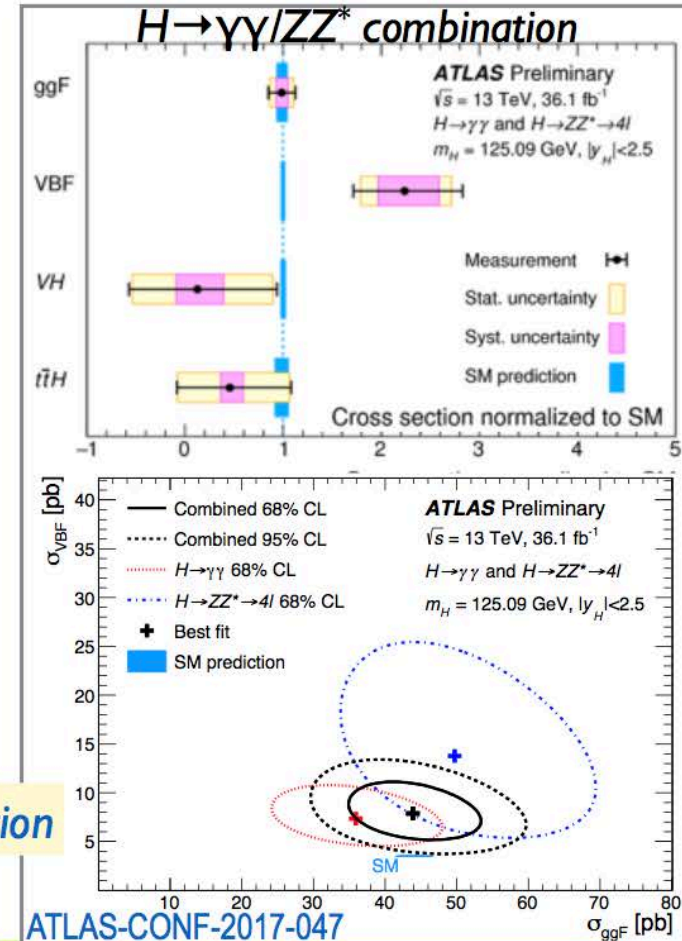 H→γγ/ZZ* combination
ggF
VBF
VH
tt̄H
ATLAS Preliminary
√s = 13 TeV, 36.1 fb⁻¹
H→γγ and H→ZZ*→4l
m_H = 125.09 GeV, |y_H|<2.5
Measurement
Stat. uncertainty
Syst. uncertainty
SM prediction
Cross section normalized to SM
−1 0 1 2 3 4 5
σ_VBF [pb]
40
35
30
25
20
15
10
5
Combined 68% CL
Combined 95% CL
H→γγ 68% CL
H→ZZ*→4l 68% CL
Best fit
SM prediction
ATLAS Preliminary
√s = 13 TeV, 36.1 fb⁻¹
H→γγ and H→ZZ*→4l
m_H = 125.09 GeV, |y_H|<2.5
SM
10 20 30 40 50 60 70 80
σ_ggF [pb]
tion
ATLAS-CONF-2017-047